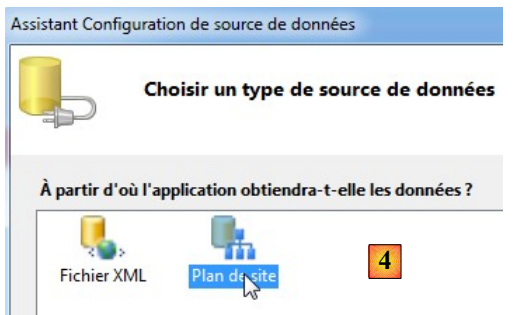 Assistant Configuration de source de données
Choisir un type de source de données
À partir d'où l'application obtiendra-t-elle les données ?
Fichier XML
Plan de site
4